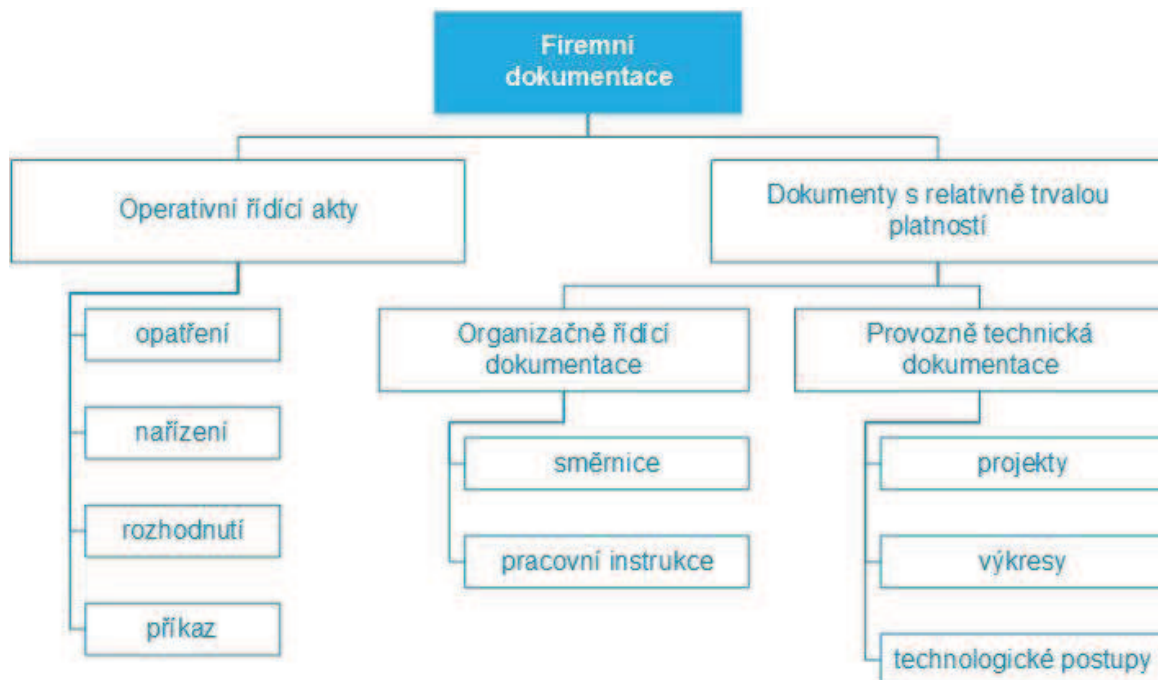 Firemní
dokumentace
Operativní řídící akty
Dokumenty s relativně trvalou
platností
opatření
nařízení
rozhodnutí
příkaz
Organizačně řídící
dokumentace
směrnice
pracovní instrukce
Provozně technická
dokumentace
projekty
výkresy
technologické postupy